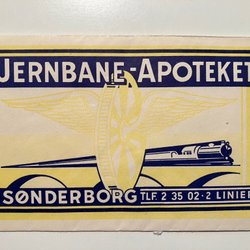 JERNBANE-APOTEKET
SØNDERBORG TLF. 2 35 02 · 2 LINIER